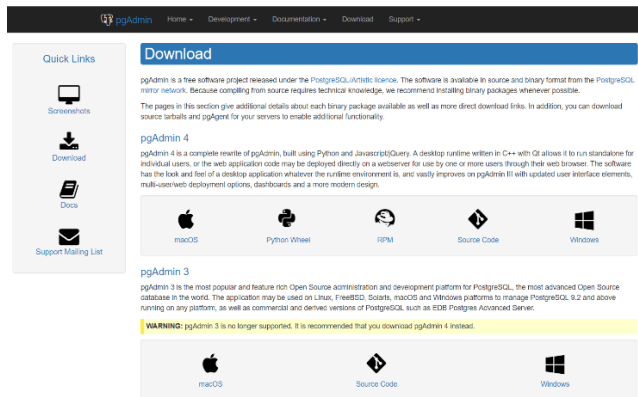 pgAdmin Home Development Documentation Download Support
Quick Links
Screenshots
Download
Docs
Support Mailing List
Download
pgAdmin is a free software project released under the PostgreSQL/Artistic licence. The software is available in source and binary format from the PostgreSQL
mirror network. Because compiling from source requires technical knowledge, we recommend installing binary packages whenever possible.
The pages in this section give additional details about each binary package available as well as more direct download links. In addition, you can download
source tarballs and pgAgent for your servers to enable additional functionality.
pgAdmin 4
pgAdmin 4 is a complete rewrite of pgAdmin, built using Python and Javascript/jQuery. A desktop runtime written in C++ with Qt allows it to run standalone for
individual users, or the web application code may be deployed directly on a webserver for use by one or more users through their web browser. The software
has the look and feel of a desktop application whatever the runtime environment is, and vastly improves on pgAdmin III with updated user interface elements,
multi-user/web deployment options, dashboards and a more modern design.
macOS Python Wheel RPM Source Code Windows
pgAdmin 3
pgAdmin 3 is the most popular and feature rich Open Source administration and development platform for PostgreSQL, the most advanced Open Source
database in the world. The application may be used on Linux, FreeBSD, Solaris, macOS and Windows platforms to manage PostgreSQL 9.2 and above
running on any platform, as well as commercial and derived versions of PostgreSQL such as EDB Postgres Advanced Server.
WARNING: pgAdmin 3 is no longer supported. It is recommended that you download pgAdmin 4 instead.
macOS Source Code Windows